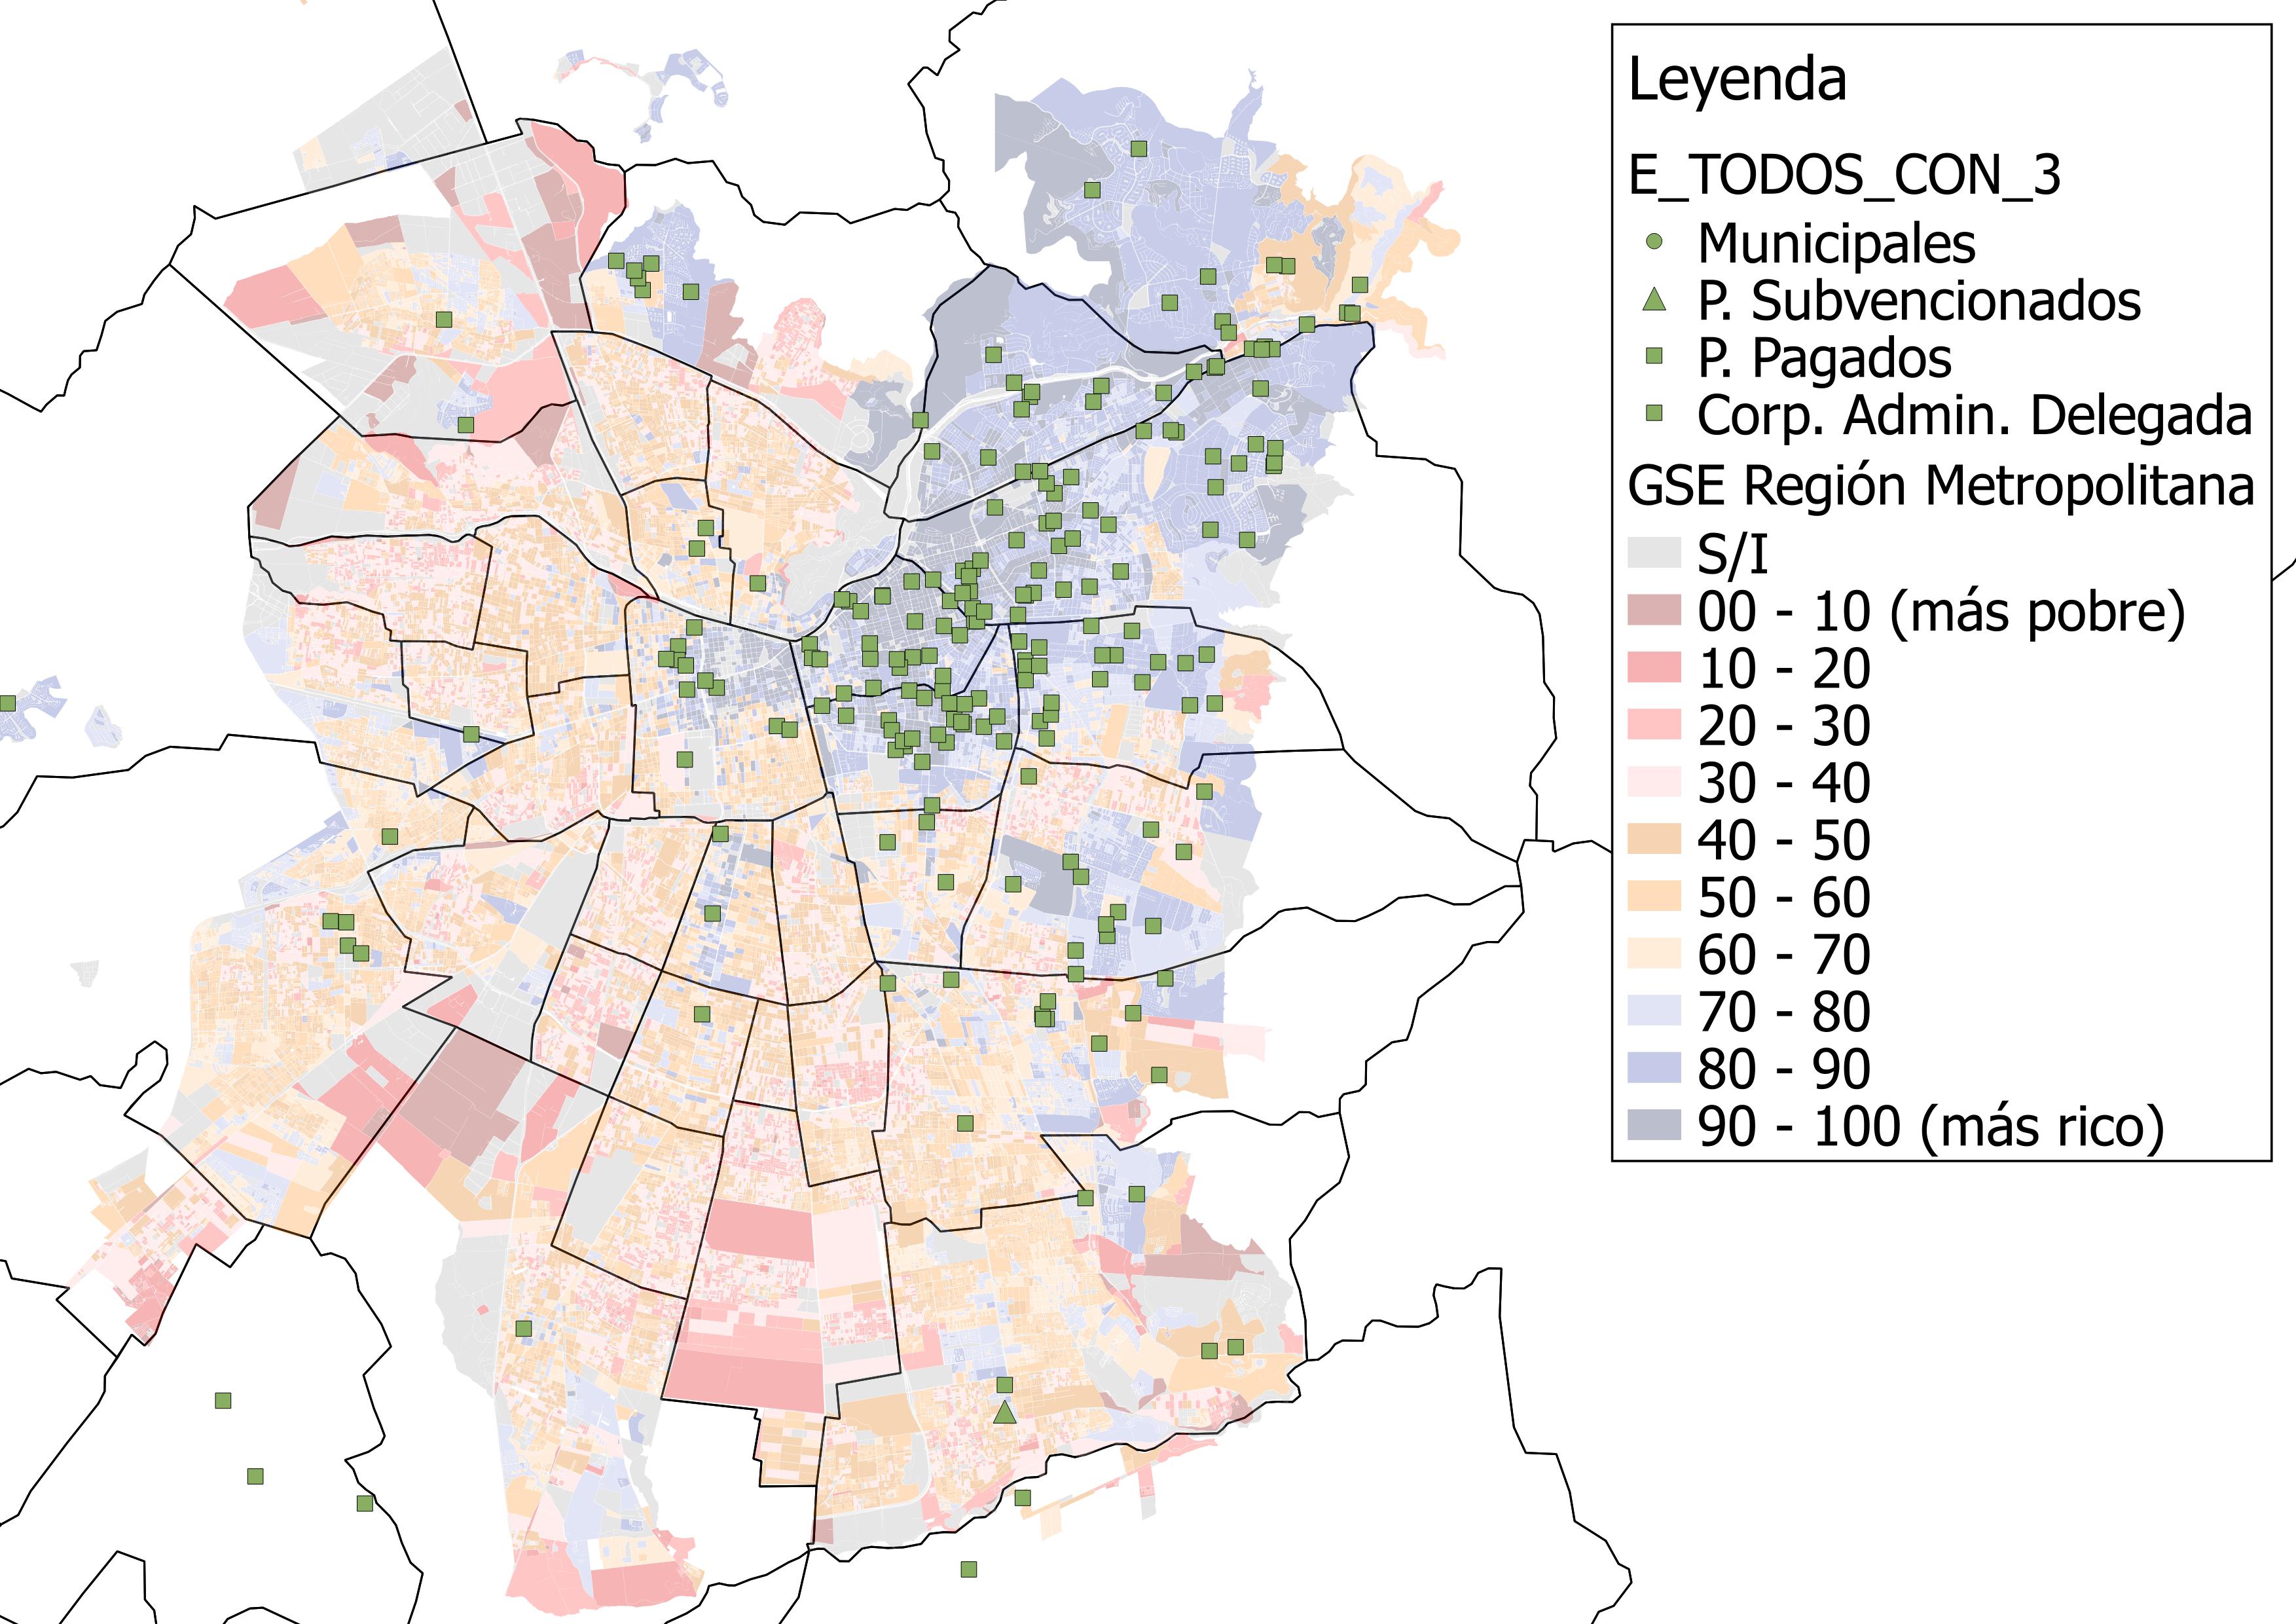 Leyenda
E_TODOS_CON_3
Municipales
P. Subvencionados
P. Pagados
Corp. Admin. Delegada
GSE Región Metropolitana
S/I
00 - 10 (más pobre)
10 - 20
20 - 30
30 - 40
40 - 50
50 - 60
60 - 70
70 - 80
80 - 90
90 - 100 (más rico)